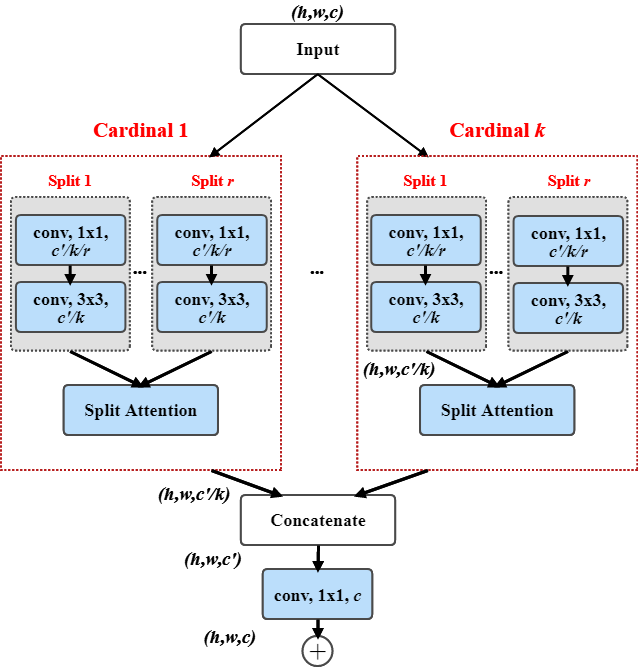 (h,w,c)
Input
Cardinal 1
Cardinal k
Split 1
Split r
Split 1
Split r
conv, 1x1,
c'/k/r
conv, 1x1,
c'/k/r
conv, 1x1,
c'/k/r
conv, 1x1,
c'/k/r
...
...
...
conv, 3x3,
c'/k
conv, 3x3,
c'/k
conv, 3x3,
c'/k
conv, 3x3,
c'/k
(h,w,c'/k)
Split Attention
Split Attention
(h,w,c'/k)
Concatenate
(h,w,c')
conv, 1x1, c
(h,w,c)
+